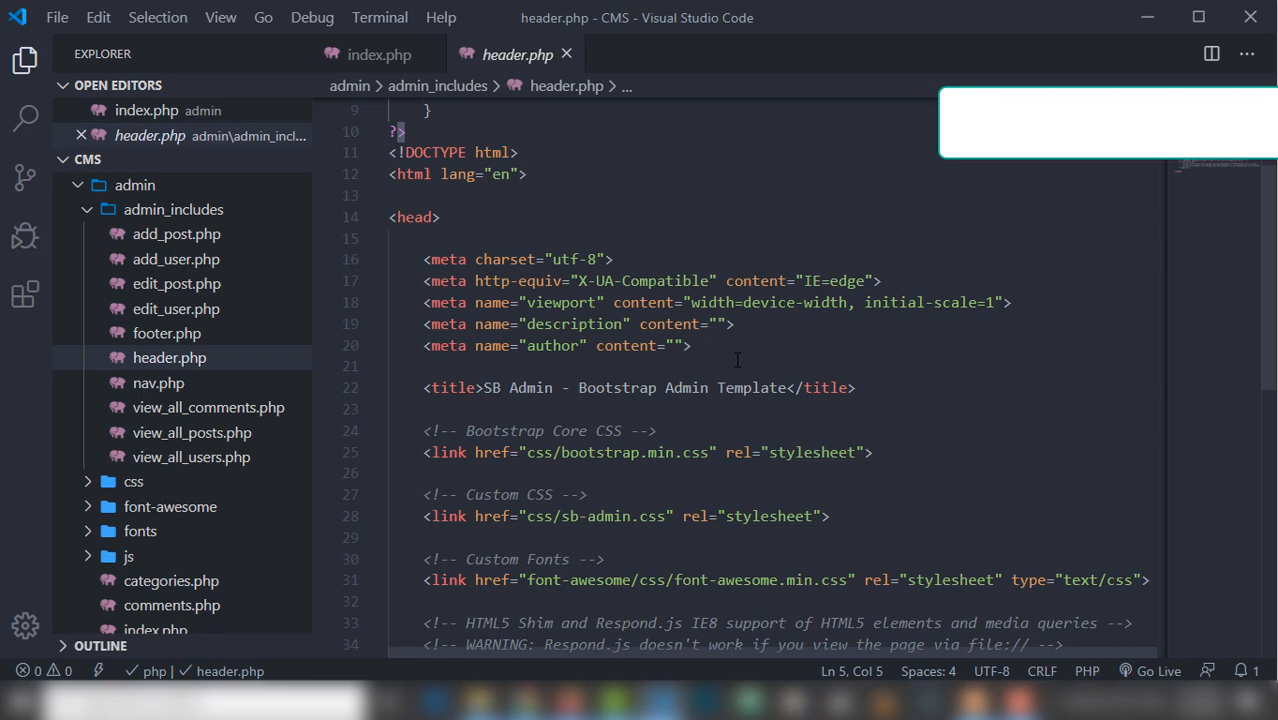 File Edit Selection View Go Debug Terminal Help header.php - CMS - Visual Studio Code
EXPLORER
index.php
header.php
OPEN EDITORS
index.php admin
header.php admin\admin_incl...
admin > admin_includes > header.php > ...
CMS
admin
admin_includes
add_post.php
add_user.php
edit_post.php
edit_user.php
footer.php
header.php
nav.php
view_all_comments.php
view_all_posts.php
view_all_users.php
css
font-awesome
fonts
js
categories.php
comments.php
index.php
OUTLINE
9 }
10 ?>
11 <!DOCTYPE html>
12 <html lang="en">
13
14 <head>
15
16 <meta charset="utf-8">
17 <meta http-equiv="X-UA-Compatible" content="IE=edge">
18 <meta name="viewport" content="width=device-width, initial-scale=1">
19 <meta name="description" content="">
20 <meta name="author" content="">
21
22 <title>SB Admin - Bootstrap Admin Template</title>
23
24 <!-- Bootstrap Core CSS -->
25 <link href="css/bootstrap.min.css" rel="stylesheet">
26
27 <!-- Custom CSS -->
28 <link href="css/sb-admin.css" rel="stylesheet">
29
30 <!-- Custom Fonts -->
31 <link href="font-awesome/css/font-awesome.min.css" rel="stylesheet" type="text/css">
32
33 <!-- HTML5 Shim and Respond.js IE8 support of HTML5 elements and media queries -->
34 <!-- WARNING: Respond.js doesn't work if you view the page via file:// -->
0 0 php | header.php Ln 5, Col 5 Spaces: 4 UTF-8 CRLF PHP Go Live 1